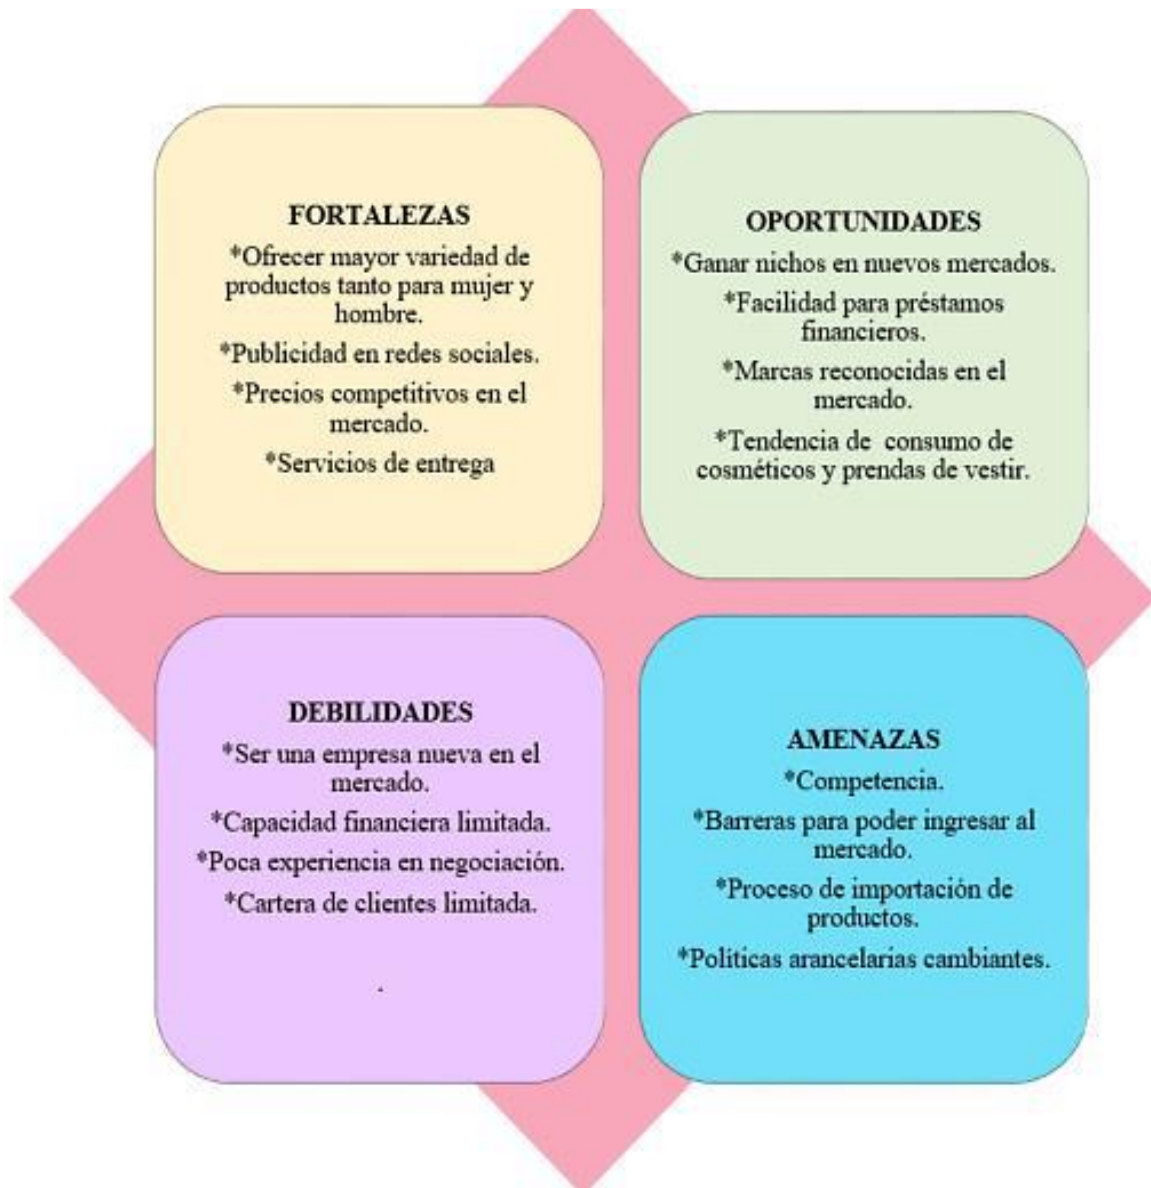 FORTALEZAS
*Ofrecer mayor variedad de
productos tanto para mujer y
hombre.
*Publicidad en redes sociales.
*Precios competitivos en el
mercado.
*Servicios de entrega
OPORTUNIDADES
*Ganar nichos en nuevos mercados.
*Facilidad para préstamos
financieros.
*Marcas reconocidas en el
mercado.
*Tendencia de consumo de
cosméticos y prendas de vestir.
DEBILIDADES
*Ser una empresa nueva en el
mercado.
*Capacidad financiera limitada.
*Poca experiencia en negociación.
*Cartera de clientes limitada.
.
AMENAZAS
*Competencia.
*Barreras para poder ingresar al
mercado.
*Proceso de importación de
productos.
*Políticas arancelarias cambiantes.